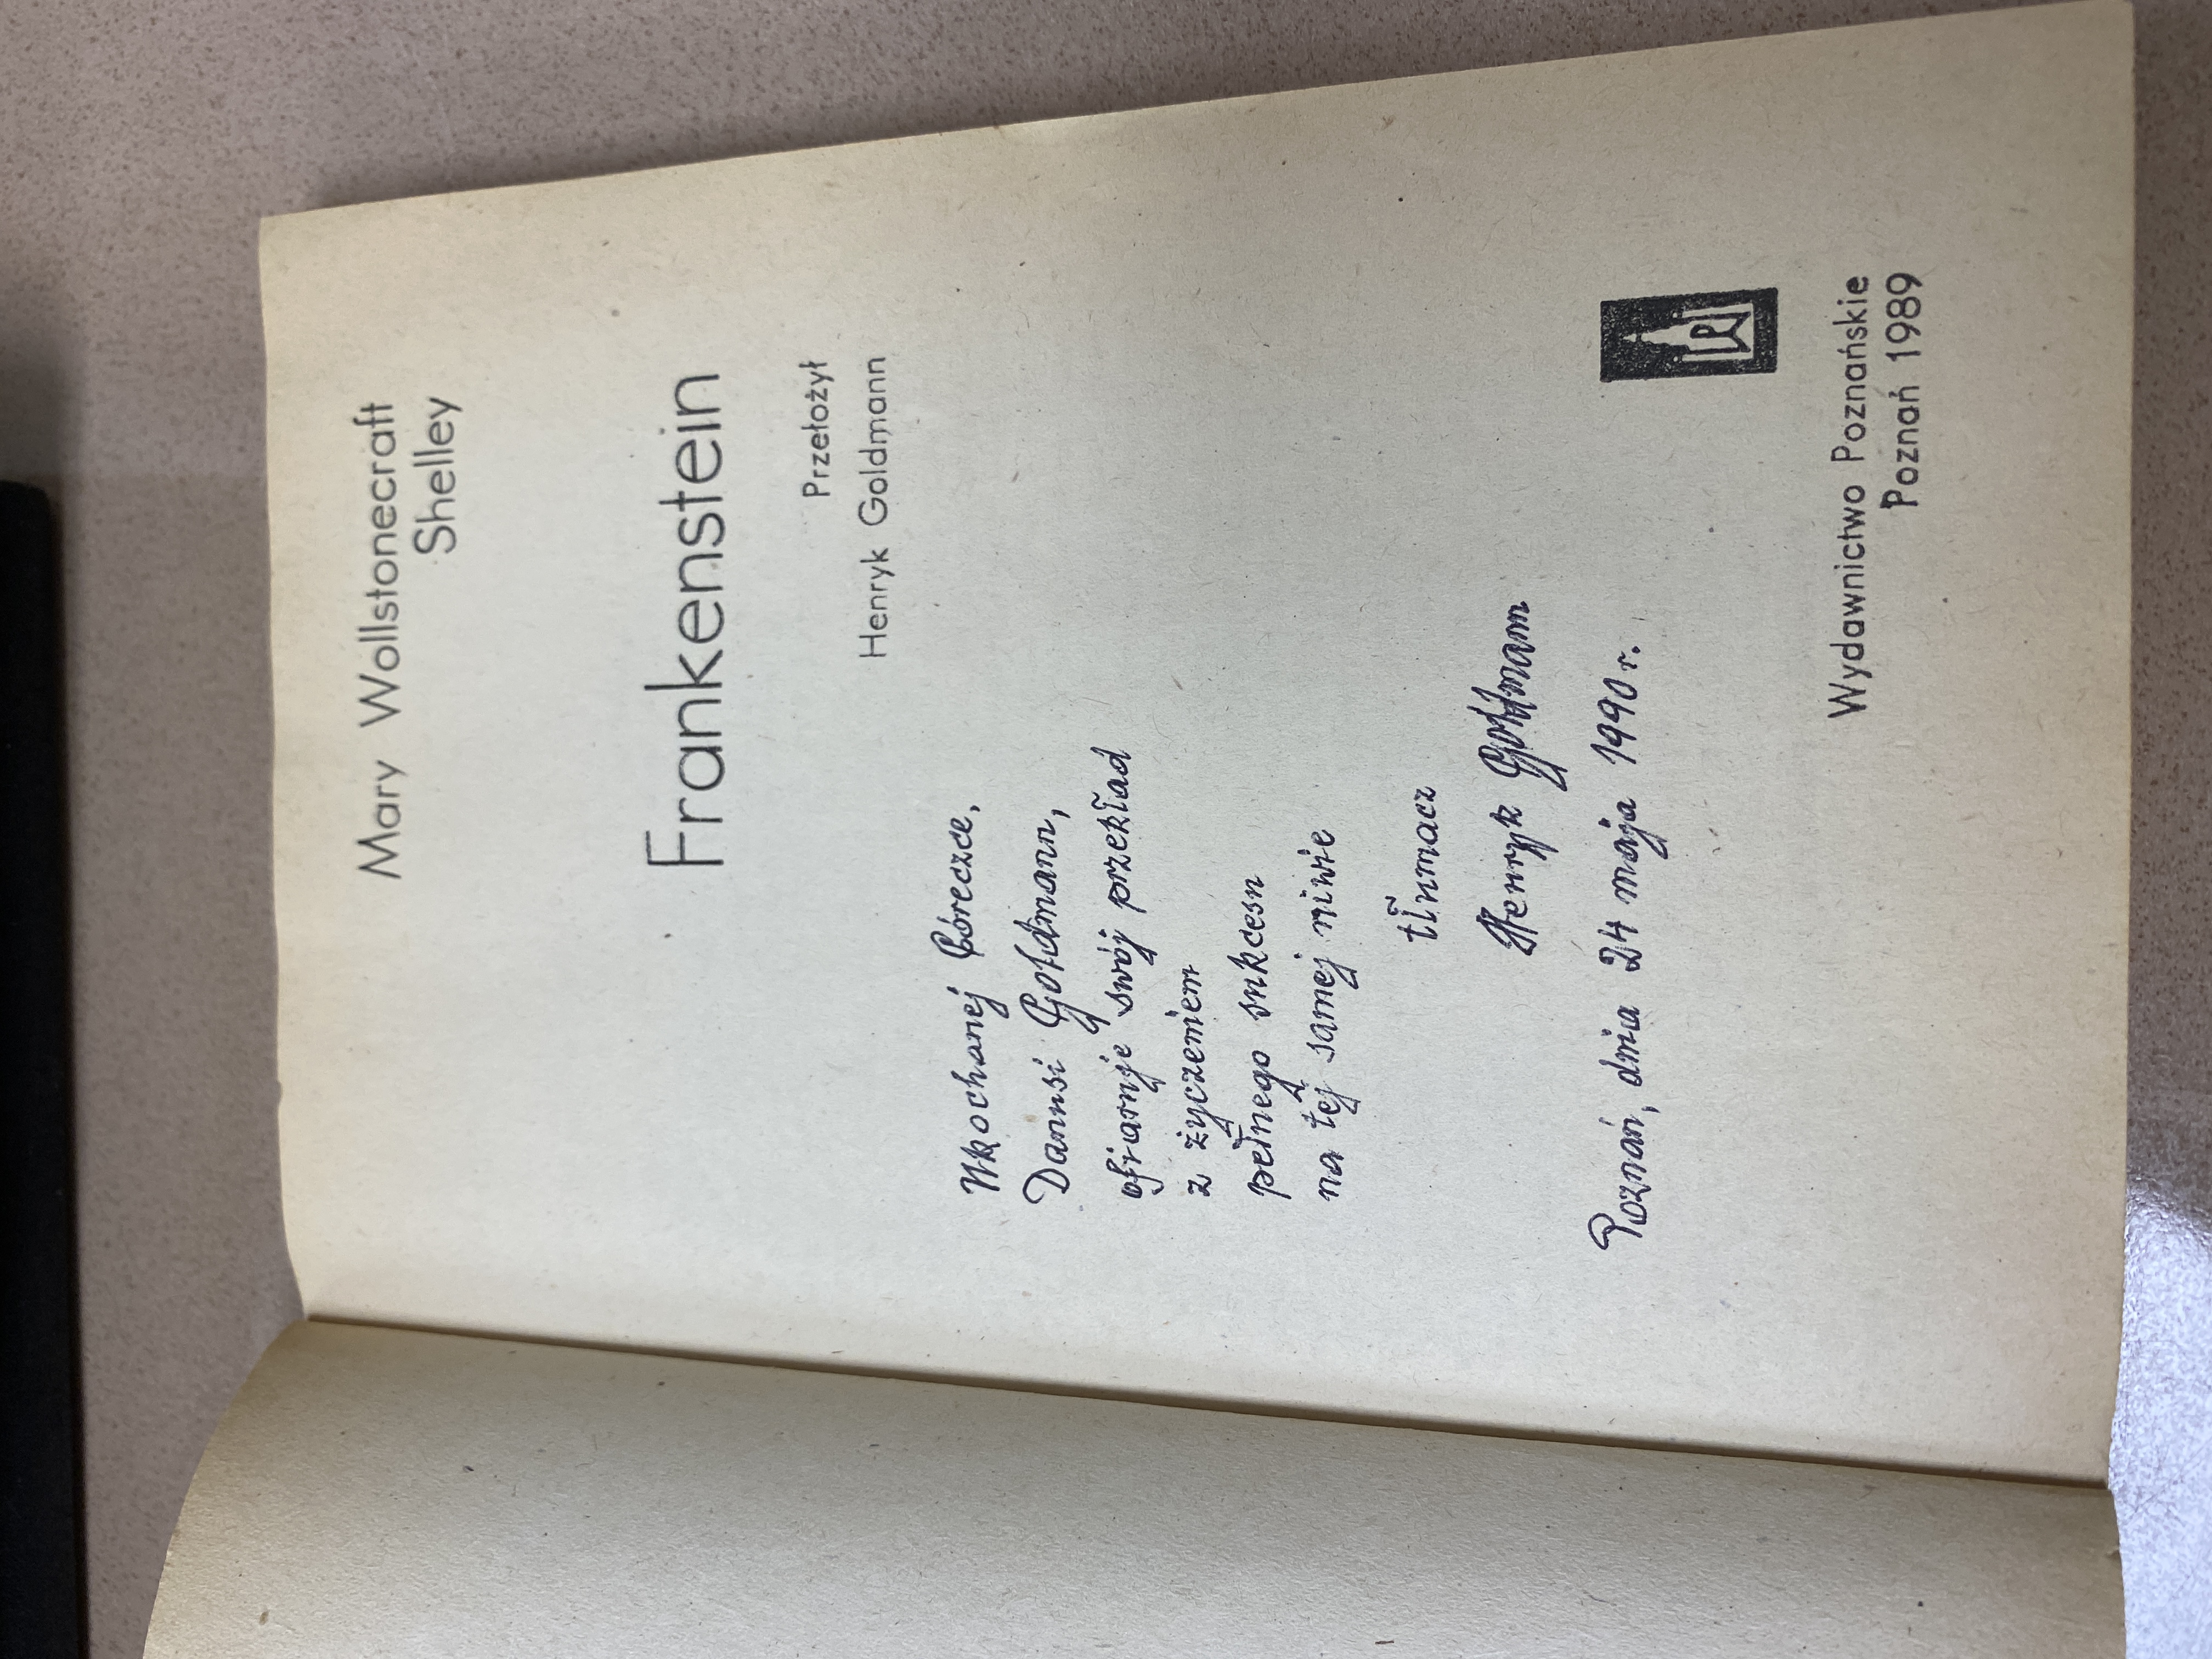 Mary Wollstonecraft
Shelley
Frankenstein
Przełożył
Henryk Goldmann
Ukochanej Córeczce,
Danusi Goldmann,
ofiaruje swój przekład
z życzeniem
pełnego sukcesu
na tej samej niwie
tłumacz
Henryk Goldmann
Poznań, dnia 24 maja 1990 r.
WP
Wydawnictwo Poznańskie
Poznań 1989